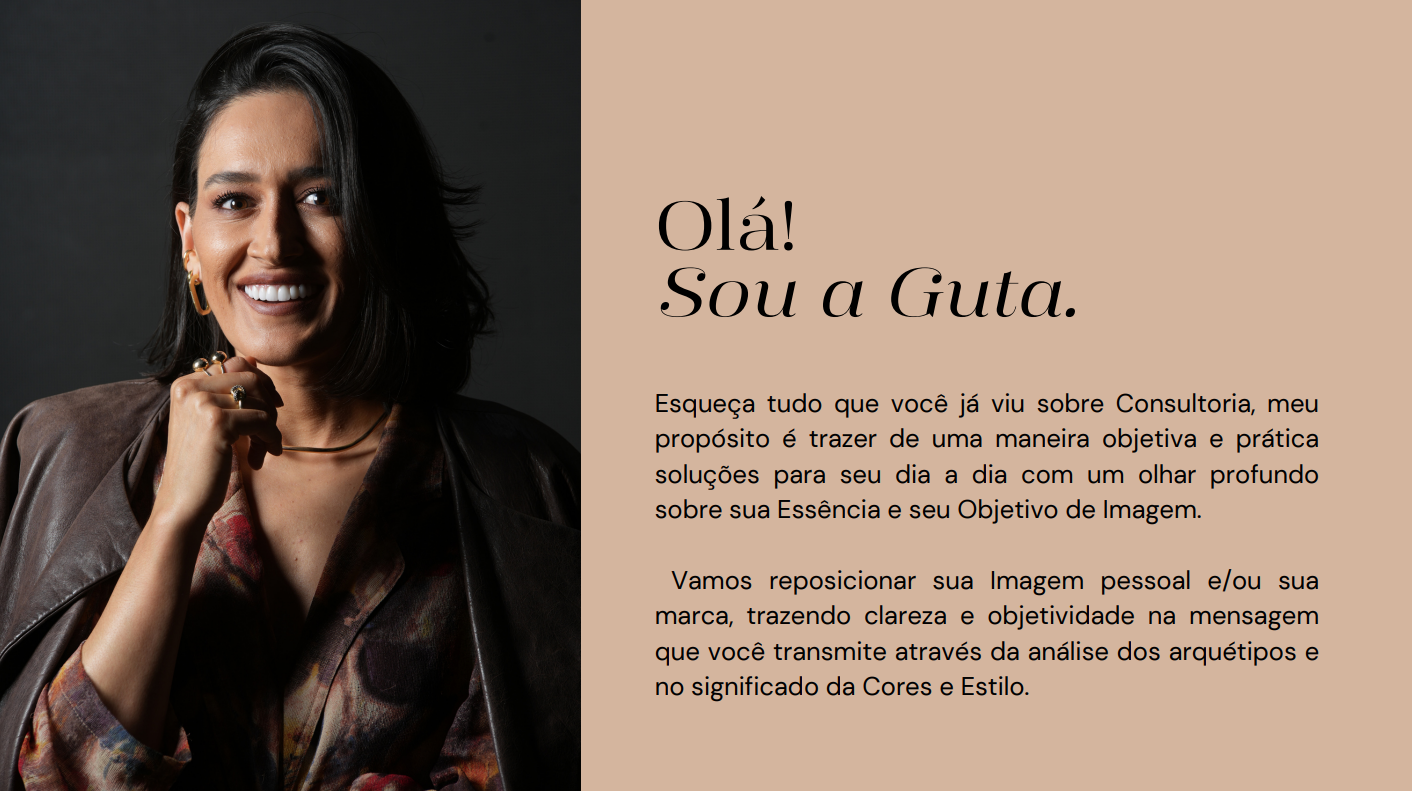 Olá!
Sou a Guta.
Esqueça tudo que você já viu sobre Consultoria, meu
propósito é trazer de uma maneira objetiva e prática
soluções para seu dia a dia com um olhar profundo
sobre sua Essência e seu Objetivo de Imagem.
Vamos reposicionar sua Imagem pessoal e/ou sua
marca, trazendo clareza e objetividade na mensagem
que você transmite através da análise dos arquétipos e
no significado da Cores e Estilo.